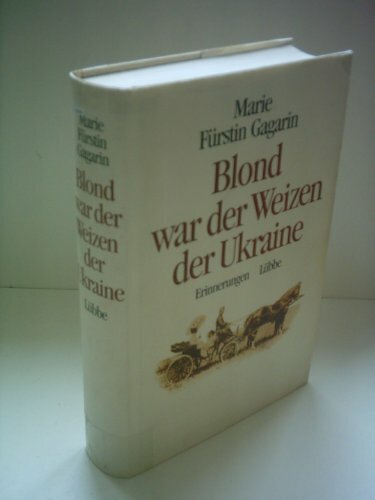 Marie
Fürstin Gagarin
Blond
war der Weizen
der Ukraine
Erinnerungen Lübbe
Marie
Fürstin
Gagarin
Blond
war der
Weizen
der
Ukraine
Lübbe